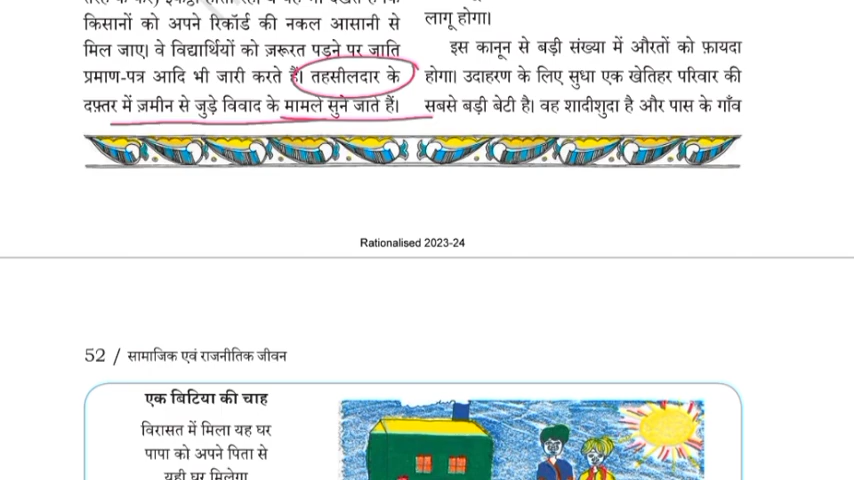 किसानों को अपने रिकॉर्ड की नकल आसानी से
मिल जाए। वे विद्यार्थियों को ज़रूरत पड़ने पर जाति
प्रमाण-पत्र आदि भी जारी करते हैं। तहसीलदार के
दफ़्तर में ज़मीन से जुड़े विवाद के मामले सुने जाते हैं।
लागू होगा।
इस कानून से बड़ी संख्या में औरतों को फ़ायदा
होगा। उदाहरण के लिए सुधा एक खेतिहर परिवार की
सबसे बड़ी बेटी है। वह शादीशुदा है और पास के गाँव
Rationalised 2023-24
52 / सामाजिक एवं राजनीतिक जीवन
एक बिटिया की चाह
विरासत में मिला यह घर
पापा को अपने पिता से
यही घर मिलेगा